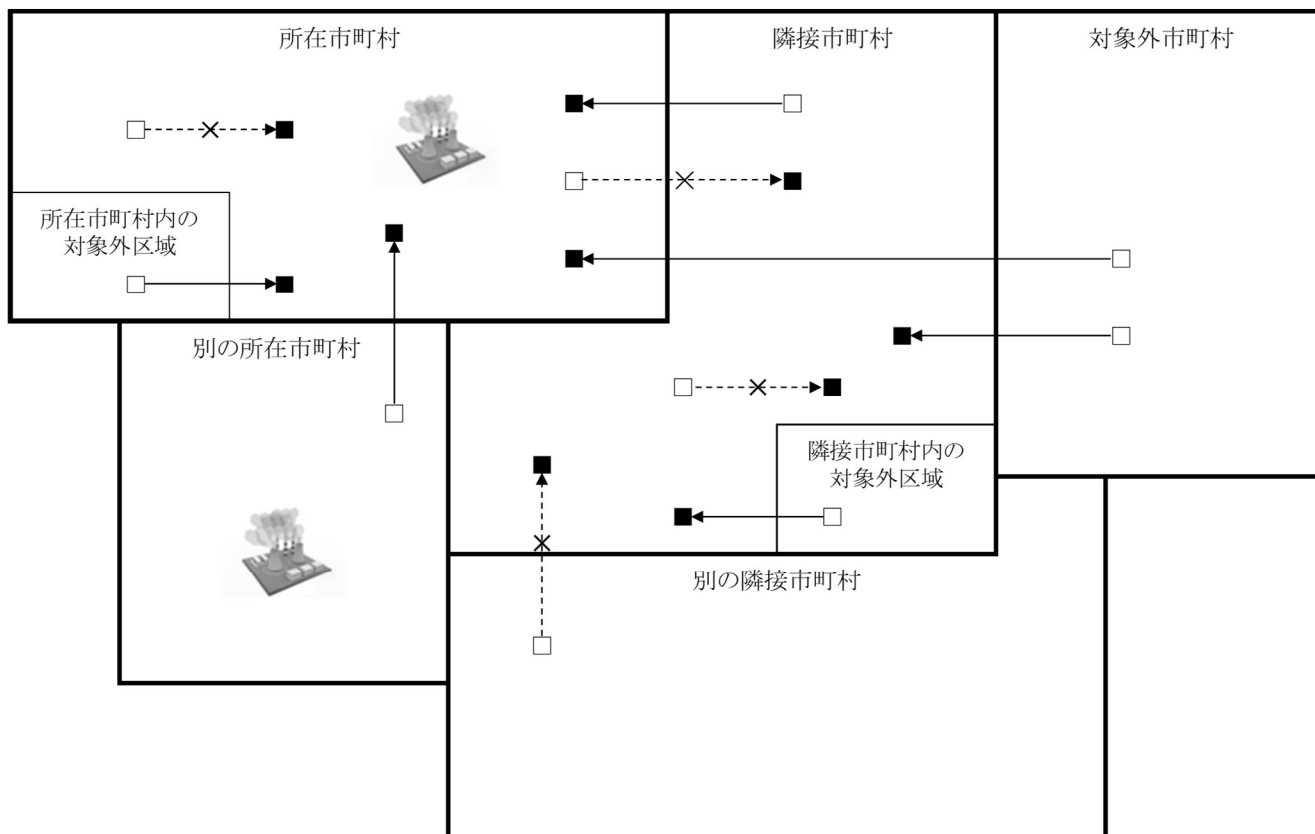 所在市町村
隣接市町村
対象外市町村
所在市町村内の
対象外区域
別の所在市町村
隣接市町村内の
対象外区域
別の隣接市町村